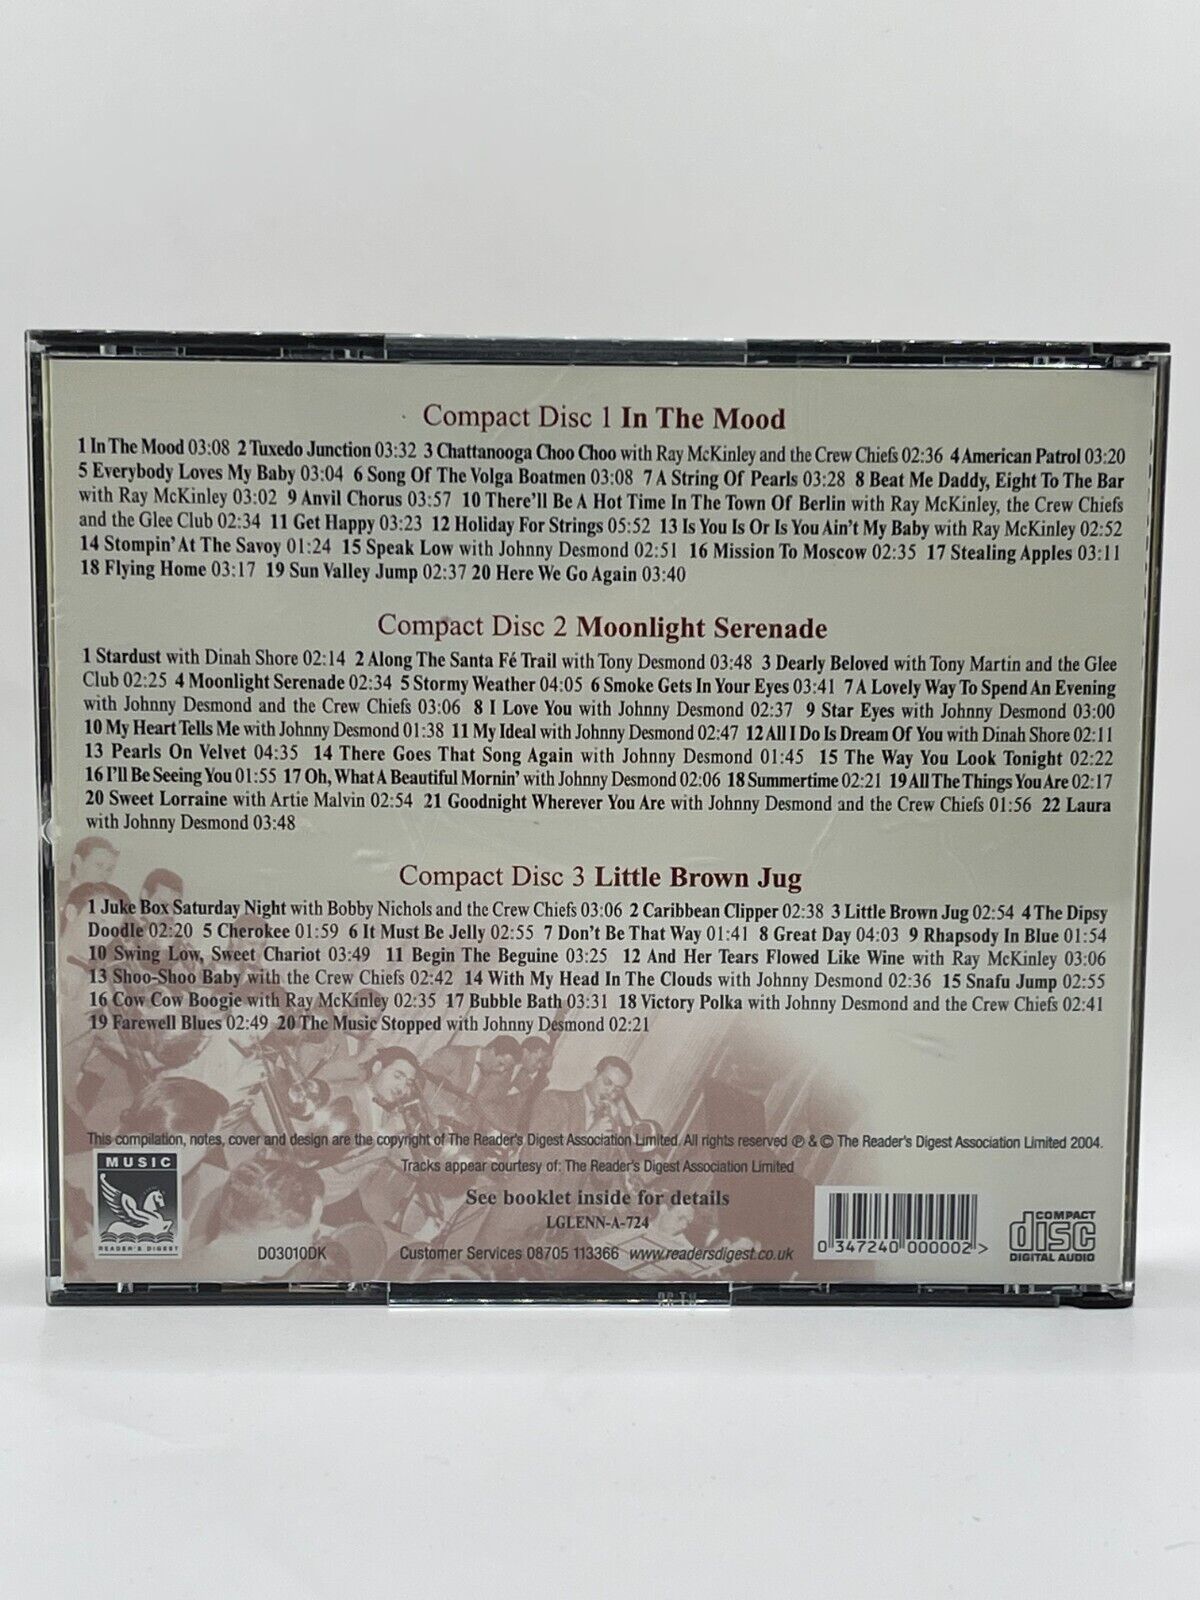 Compact Disc 1 In The Mood
1 In The Mood 03:08 2 Tuxedo Junction 03:32 3 Chattanooga Choo Choo with Ray McKinley and the Crew Chiefs 02:36 4 American Patrol 03:20
5 Everybody Loves My Baby 03:04 6 Song Of The Volga Boatmen 03:08 7 A String Of Pearls 03:28 8 Beat Me Daddy, Eight To The Bar
with Ray McKinley 03:02 9 Anvil Chorus 03:57 10 There'll Be A Hot Time In The Town Of Berlin with Ray McKinley, the Crew Chiefs
and the Glee Club 02:34 11 Get Happy 03:23 12 Holiday For Strings 05:52 13 Is You Is Or Is You Ain't My Baby with Ray McKinley 02:52
14 Stompin' At The Savoy 01:24 15 Speak Low with Johnny Desmond 02:51 16 Mission To Moscow 02:35 17 Stealing Apples 03:11
18 Flying Home 03:17 19 Sun Valley Jump 02:37 20 Here We Go Again 03:40
Compact Disc 2 Moonlight Serenade
1 Stardust with Dinah Shore 02:14 2 Along The Santa Fé Trail with Tony Desmond 03:48 3 Dearly Beloved with Tony Martin and the Glee
Club 02:25 4 Moonlight Serenade 02:34 5 Stormy Weather 04:05 6 Smoke Gets In Your Eyes 03:41 7 A Lovely Way To Spend An Evening
with Johnny Desmond and the Crew Chiefs 03:06 8 I Love You with Johnny Desmond 02:37 9 Star Eyes with Johnny Desmond 03:00
10 My Heart Tells Me with Johnny Desmond 01:38 11 My Ideal with Johnny Desmond 02:47 12 All I Do Is Dream Of You with Dinah Shore 02:11
13 Pearls On Velvet 04:35 14 There Goes That Song Again with Johnny Desmond 01:45 15 The Way You Look Tonight 02:22
16 I'll Be Seeing You 01:55 17 Oh, What A Beautiful Mornin' with Johnny Desmond 02:06 18 Summertime 02:21 19 All The Things You Are 02:17
20 Sweet Lorraine with Artie Malvin 02:54 21 Goodnight Wherever You Are with Johnny Desmond and the Crew Chiefs 01:56 22 Laura
with Johnny Desmond 03:48
Compact Disc 3 Little Brown Jug
1 Juke Box Saturday Night with Bobby Nichols and the Crew Chiefs 03:06 2 Caribbean Clipper 02:38 3 Little Brown Jug 02:54 4 The Dipsy
Doodle 02:20 5 Cherokee 01:59 6 It Must Be Jelly 02:55 7 Don't Be That Way 01:41 8 Great Day 04:03 9 Rhapsody In Blue 01:54
10 Swing Low, Sweet Chariot 03:49 11 Begin The Beguine 03:25 12 And Her Tears Flowed Like Wine with Ray McKinley 03:06
13 Shoo-Shoo Baby with the Crew Chiefs 02:42 14 With My Head In The Clouds with Johnny Desmond 02:36 15 Snafu Jump 02:55
16 Cow Cow Boogie with Ray McKinley 02:35 17 Bubble Bath 03:31 18 Victory Polka with Johnny Desmond and the Crew Chiefs 02:41
19 Farewell Blues 02:49 20 The Music Stopped with Johnny Desmond 02:21
This compilation, notes, cover and design are the copyright of The Reader's Digest Association Limited. All rights reserved ℗ & © The Reader's Digest Association Limited 2004.
Tracks appear courtesy of: The Reader's Digest Association Limited
See booklet inside for details
LGLENN-A-724
MUSIC
READER'S DIGEST
D03010DK Customer Services 08705 113366 www.readersdigest.co.uk
0 347240 000002 >
COMPACT
disc
DIGITAL AUDIO